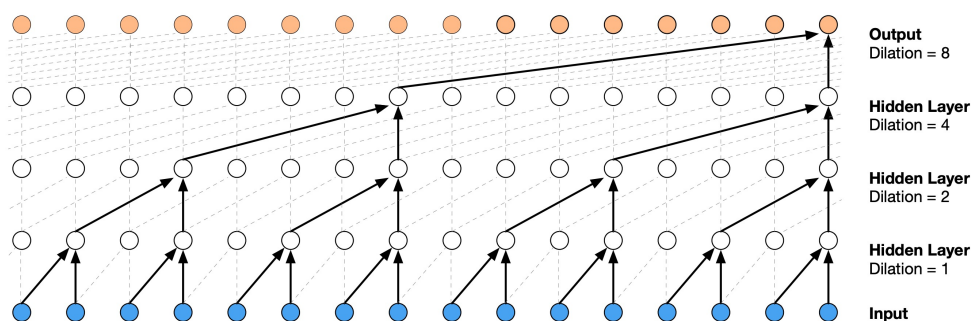 Output
Dilation = 8
Hidden Layer
Dilation = 4
Hidden Layer
Dilation = 2
Hidden Layer
Dilation = 1
Input